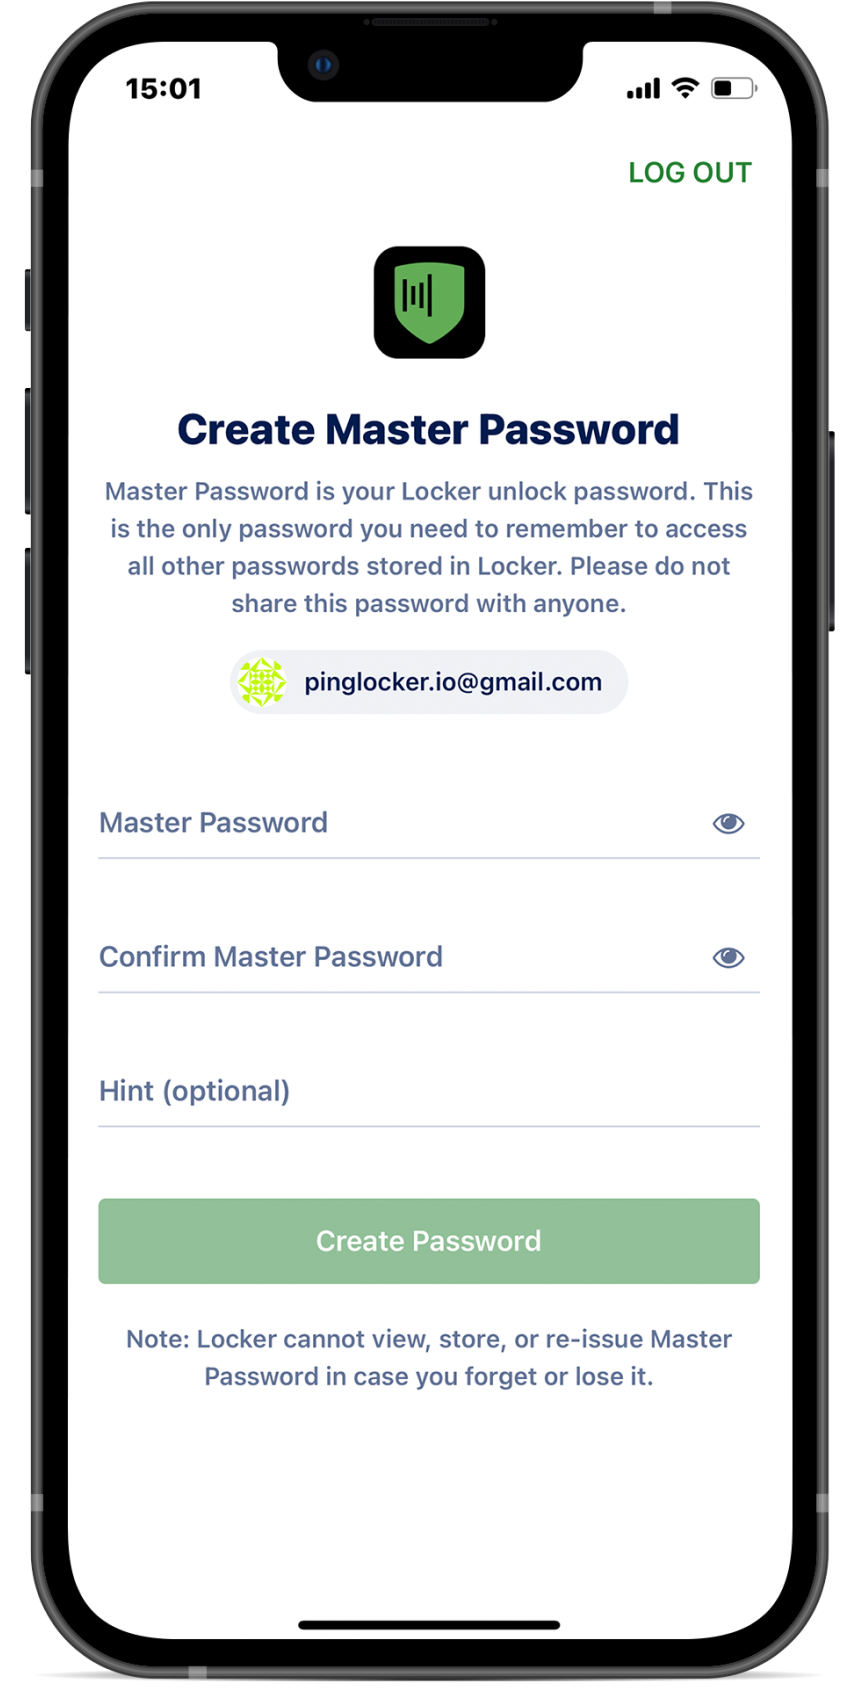 15:01
LOG OUT
Create Master Password
Master Password is your Locker unlock password. This
is the only password you need to remember to access
all other passwords stored in Locker. Please do not
share this password with anyone.
pinglocker.io@gmail.com
Master Password
Confirm Master Password
Hint (optional)
Create Password
Note: Locker cannot view, store, or re-issue Master
Password in case you forget or lose it.